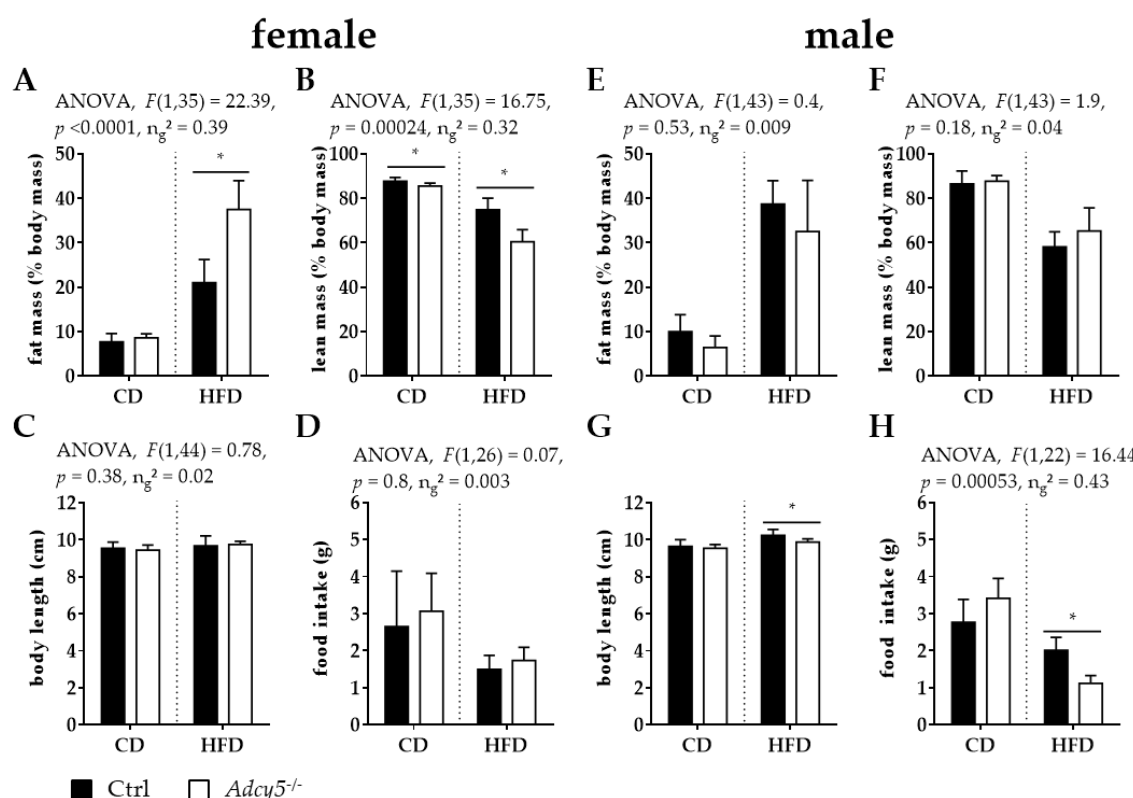 female
male
A
ANOVA, F(1,35) = 22.39,
p <0.0001, ng² = 0.39
fat mass (% body mass)
50
40
30
20
10
0
*
CD
HFD
B
ANOVA, F(1,35) = 16.75,
p = 0.00024, ng² = 0.32
lean mass (% body mass)
100
80
60
40
20
0
*
*
CD
HFD
E
ANOVA, F(1,43) = 0.4,
p = 0.53, ng² = 0.009
fat mass (% body mass)
50
40
30
20
10
0
CD
HFD
F
ANOVA, F(1,43) = 1.9,
p = 0.18, ng² = 0.04
lean mass (% body mass)
100
80
60
40
20
0
CD
HFD
C
ANOVA, F(1,44) = 0.78,
p = 0.38, ng² = 0.02
body length (cm)
12
10
8
6
4
2
0
CD
HFD
D
ANOVA, F(1,26) = 0.07,
p = 0.8, ng² = 0.003
food intake (g)
6
5
4
3
2
1
0
CD
HFD
G
body length (cm)
12
10
8
6
4
2
0
*
CD
HFD
H
ANOVA, F(1,22) = 16.44
p = 0.00053, ng² = 0.43
food intake (g)
6
5
4
3
2
1
0
*
CD
HFD
Ctrl
Adcy5-/-